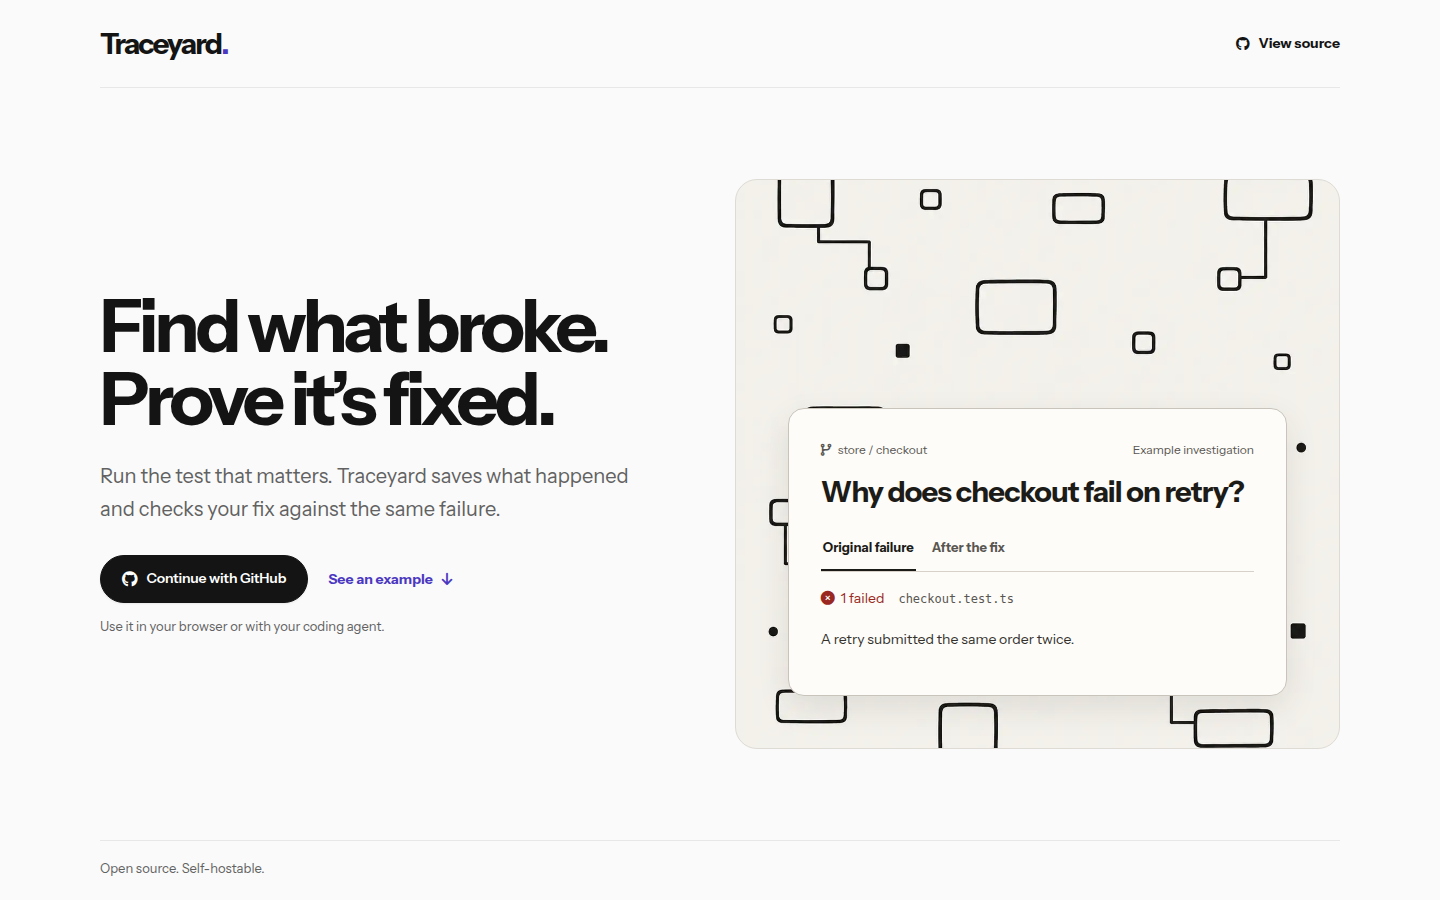 Traceyard.
View source
Find what broke.
Prove it’s fixed.
Run the test that matters. Traceyard saves what happened
and checks your fix against the same failure.
Continue with GitHub
See an example
Use it in your browser or with your coding agent.
store / checkout
Example investigation
Why does checkout fail on retry?
Original failure
After the fix
1 failed
checkout.test.ts
A retry submitted the same order twice.
Open source. Self-hostable.